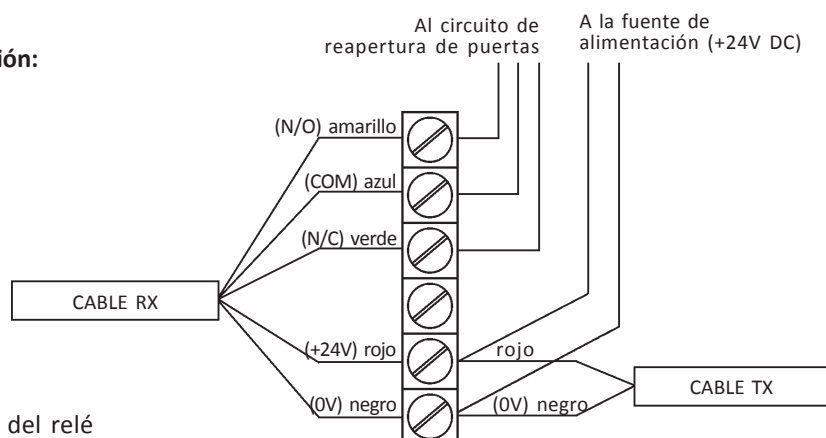 Al circuito de
reapertura de puertas
A la fuente de
alimentación (+24V DC)
ión:
(N/O) amarillo
(COM) azul
(N/C) verde
CABLE RX
(+24V) rojo
rojo
CABLE TX
(0V) negro
(0V) negro
del relé